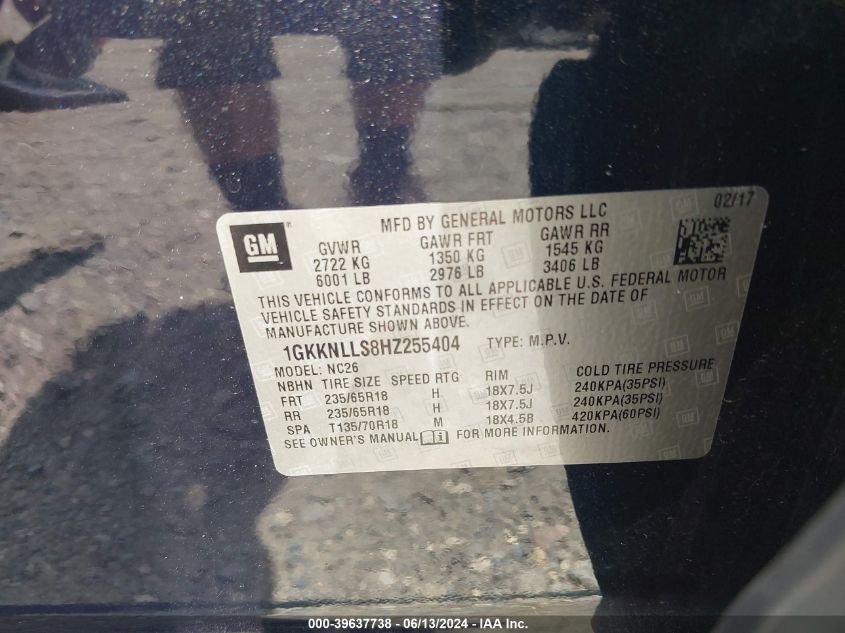 02/17
MFD BY GENERAL MOTORS LLC
GM
GVWR GAWR FRT GAWR RR
2722 KG 1350 KG 1545 KG
6001 LB 2976 LB 3406 LB
THIS VEHICLE CONFORMS TO ALL APPLICABLE U.S. FEDERAL MOTOR
VEHICLE SAFETY STANDARDS IN EFFECT ON THE DATE OF
MANUFACTURE SHOWN ABOVE.
1GKKNLLS8HZ255404 TYPE: M.P.V.
MODEL: NC26
NBHN TIRE SIZE SPEED RTG RIM COLD TIRE PRESSURE
FRT 235/65R18 H 18X7.5J 240KPA(35PSI)
RR 235/65R18 H 18X7.5J 240KPA(35PSI)
SPA T135/70R18 M 18X4.5B 420KPA(60PSI)
SEE OWNER'S MANUAL FOR MORE INFORMATION.
000-39637738 - 06/13/2024 - IAA Inc.